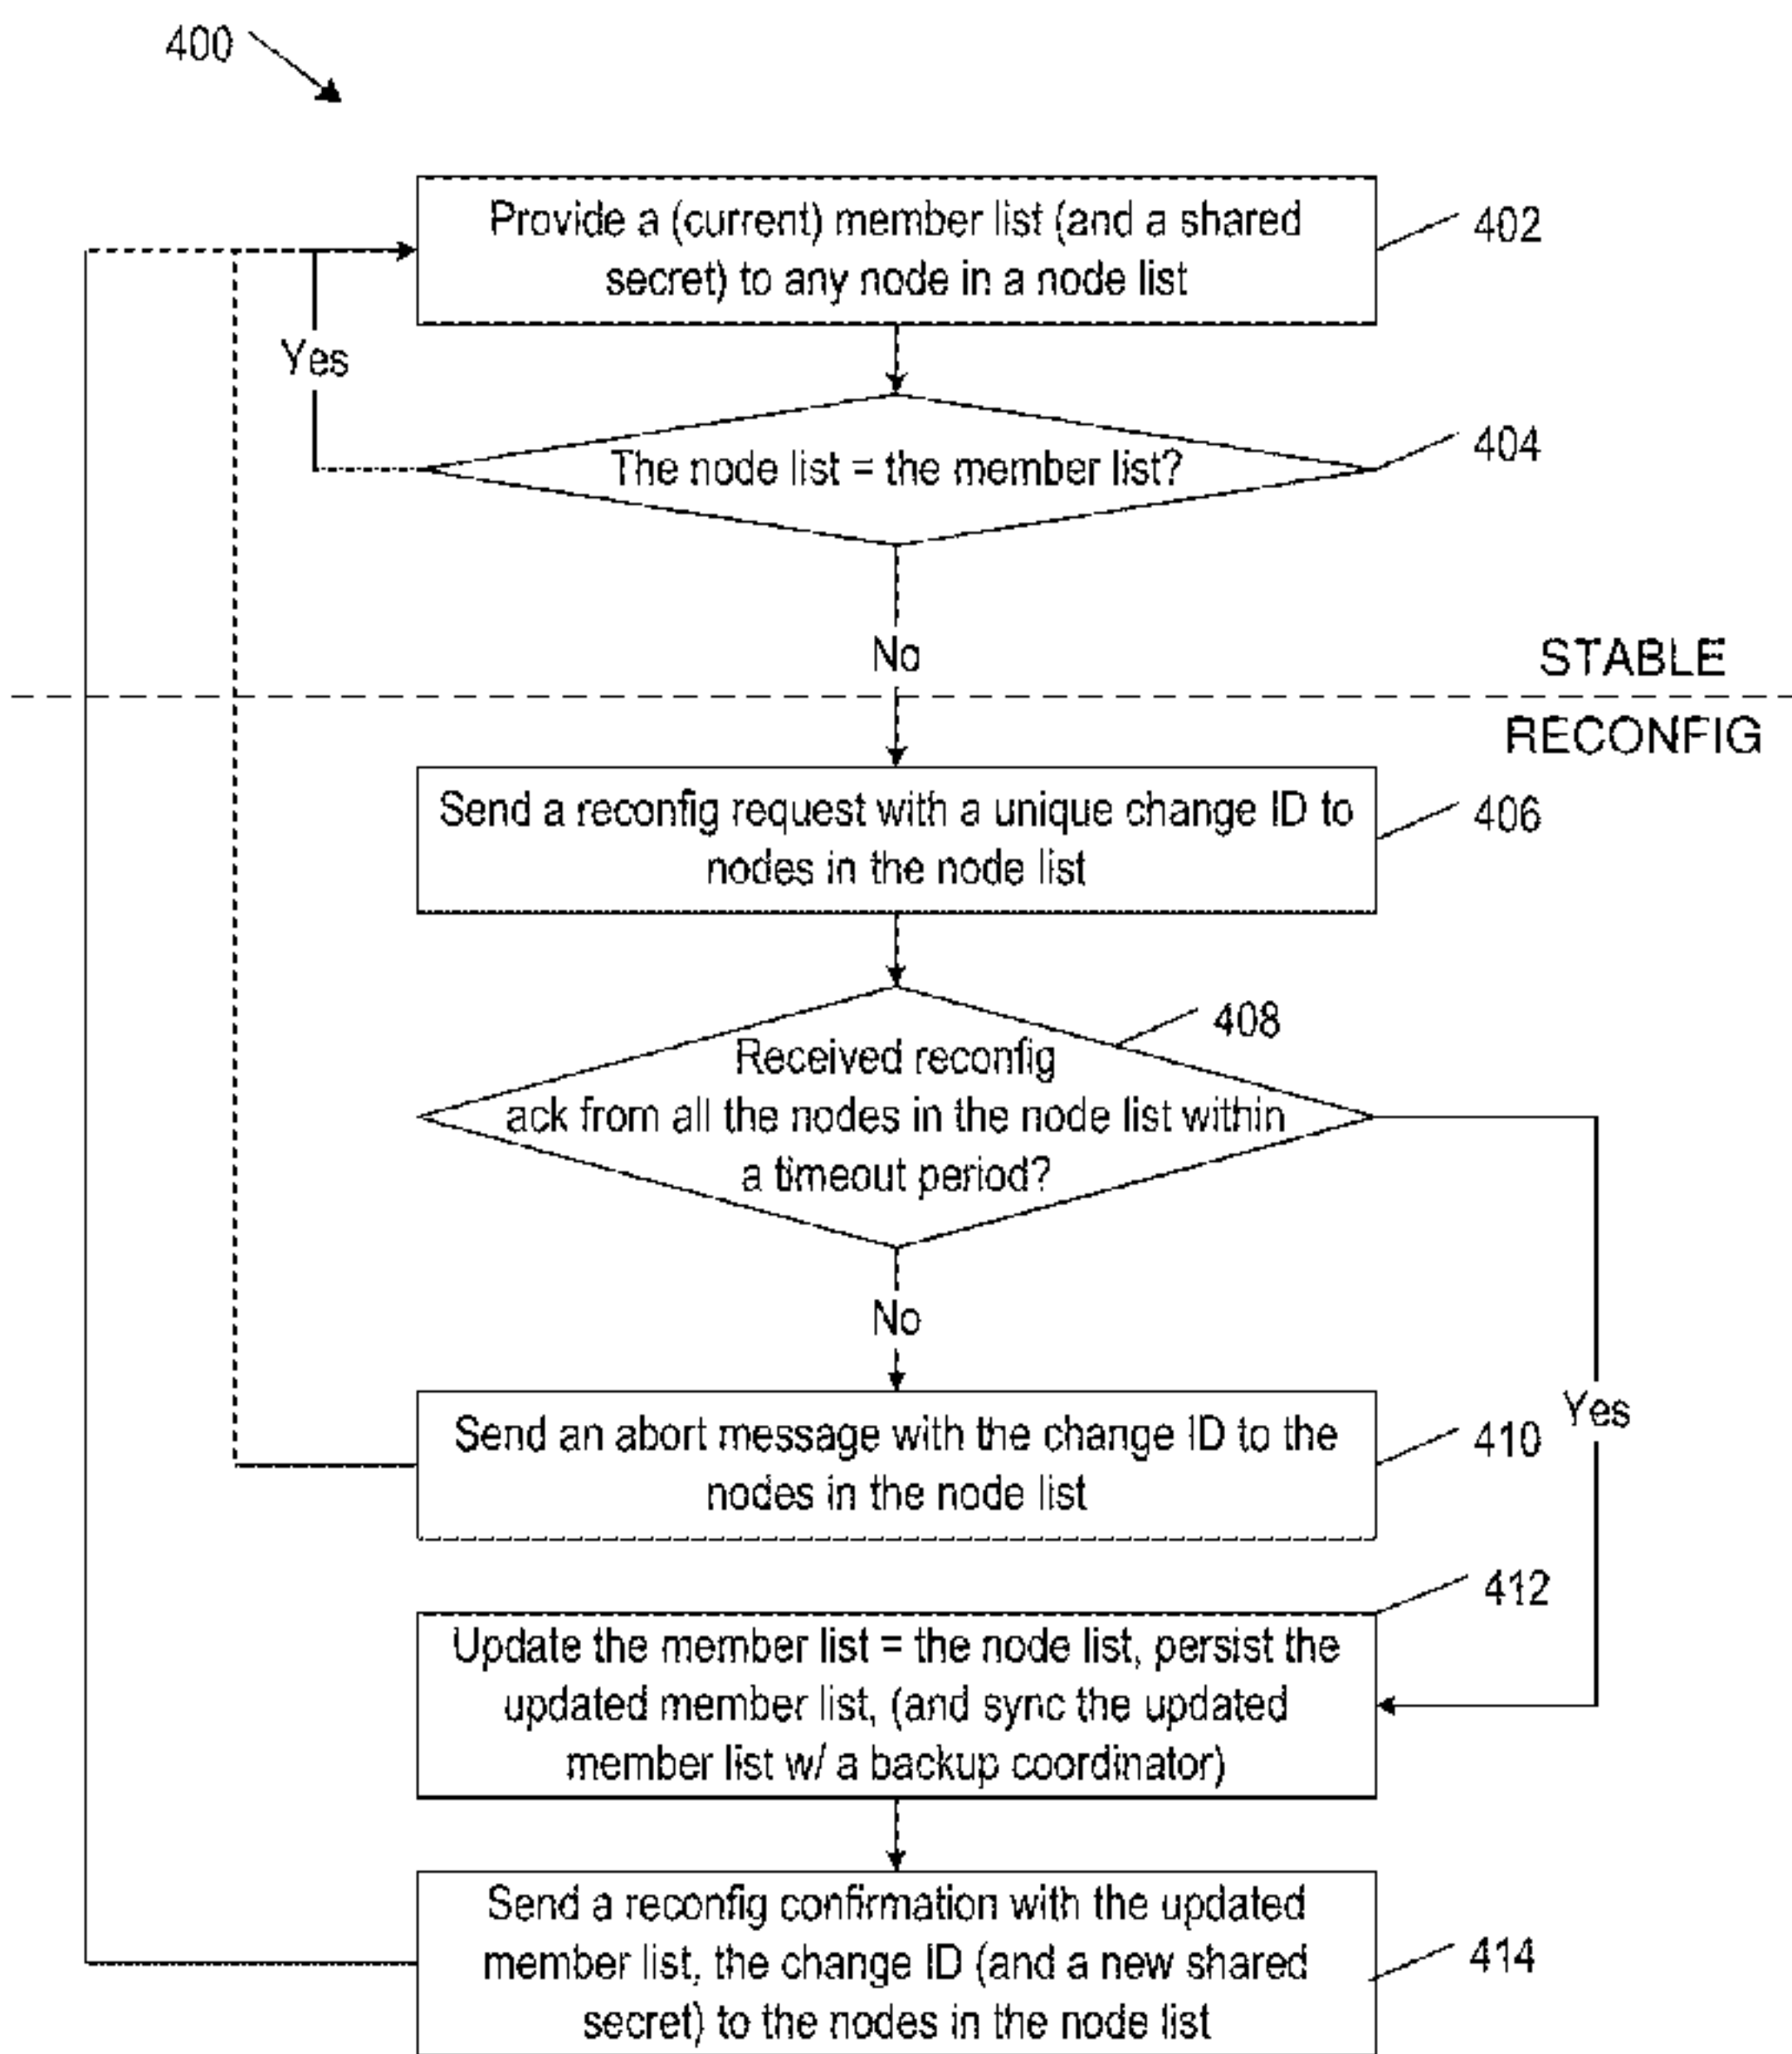 400
Provide a (current) member list (and a shared
secret) to any node in a node list
402
Yes
The node list = the member list?
404
No
STABLE
RECONFIG
Send a reconfig request with a unique change ID to
nodes in the node list
406
408
Received reconfig
ack from all the nodes in the node list within
a timeout period?
No
Yes
Send an abort message with the change ID to the
nodes in the node list
410
412
Update the member list = the node list, persist the
updated member list, (and sync the updated
member list w/ a backup coordinator)
Send a reconfig confirmation with the updated
member list, the change ID (and a new shared
secret) to the nodes in the node list
414